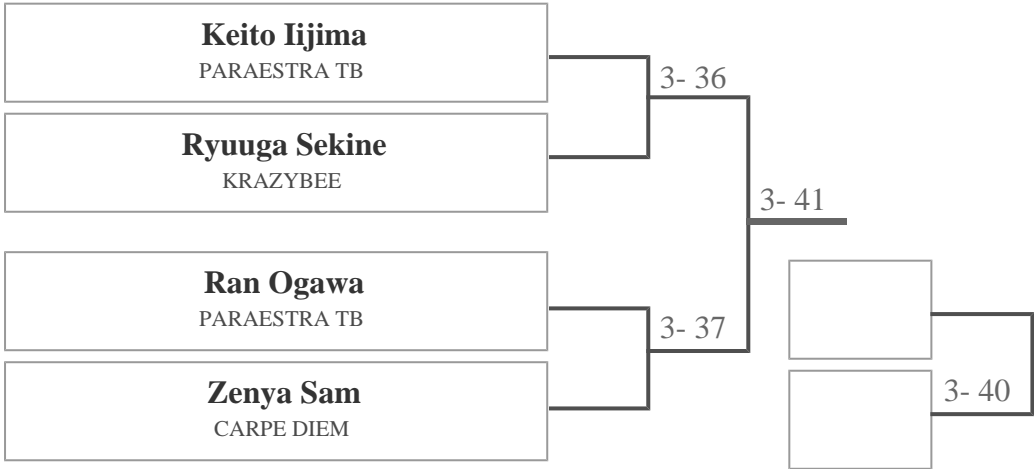 Keito Iijima
PARAESTRA TB
3- 36
Ryuuga Sekine
KRAZYBEE
3- 41
Ran Ogawa
PARAESTRA TB
3- 37
Zenya Sam
CARPE DIEM
3- 40